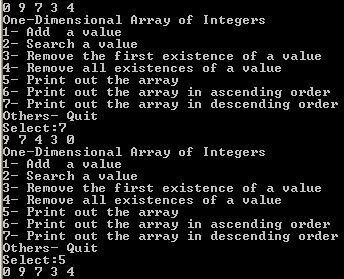 0 9 7 3 4
One-Dimensional Array of Integers
1- Add  a value
2- Search a value
3- Remove the first existence of a value
4- Remove all existences of a value
5- Print out the array
6- Print out the array in ascending order
7- Print out the array in descending order
Others- Quit
Select:7
9 7 4 3 0
One-Dimensional Array of Integers
1- Add  a value
2- Search a value
3- Remove the first existence of a value
4- Remove all existences of a value
5- Print out the array
6- Print out the array in ascending order
7- Print out the array in descending order
Others- Quit
Select:5
0 9 7 3 4